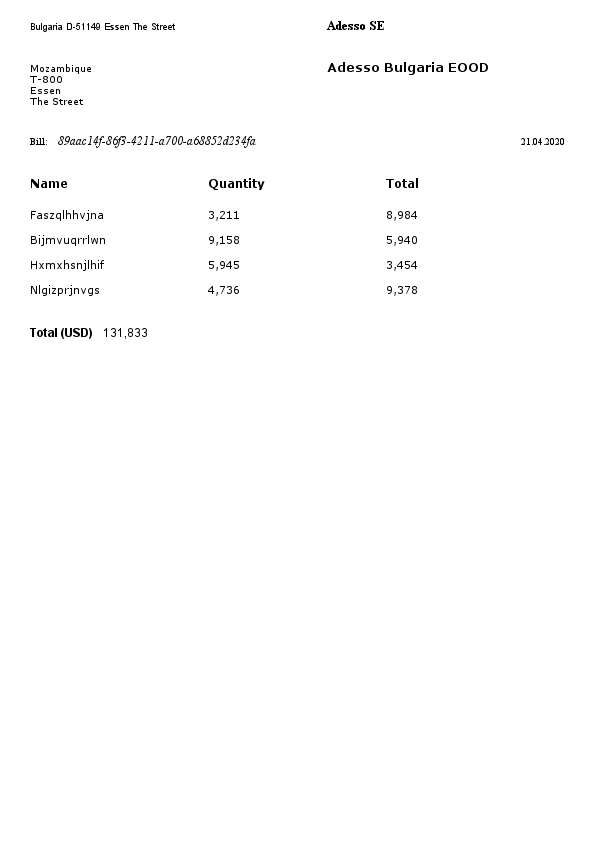 Bulgaria D-51149 Essen The Street
Adesso SE
Mozambique
T-800
Essen
The Street
Adesso Bulgaria EOOD
Bill: 89aac14f-86f3-4211-a700-a68852d234fa 21.04.2020
Name Quantity Total
Faszqlhhvjna 3,211 8,984
Bijmvuqrrlwn 9,158 5,940
Hxmxhsnjlhif 5,945 3,454
Nlgizprjnvgs 4,736 9,378
Total (USD) 131,833